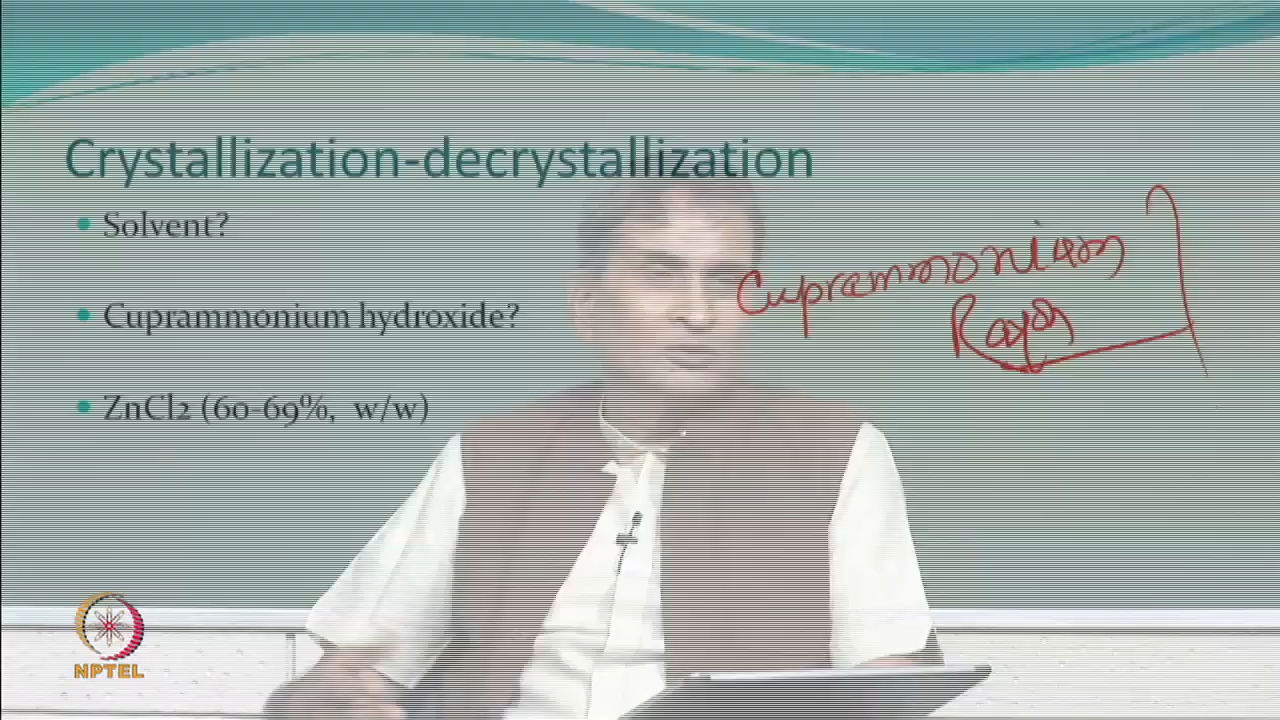 Crystallization-decrystallization
• Solvent?
• Cuprammonium hydroxide?
• ZnCl2 (60-69%, w/w)
Cuprammonium
Rayon
NPTEL